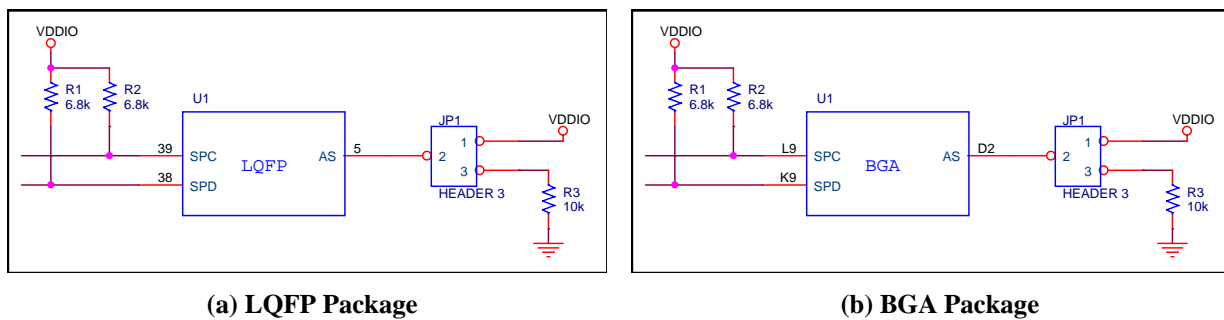 VDDIO
R1
6.8k
R2
6.8k
U1
LQFP
39
SPC
38
SPD
AS
5
JP1
1
2
3
HEADER 3
VDDIO
R3
10k
(a) LQFP Package
VDDIO
R1
6.8k
R2
6.8k
U1
BGA
L9
SPC
K9
SPD
AS
D2
JP1
1
2
3
HEADER 3
VDDIO
R3
10k
(b) BGA Package